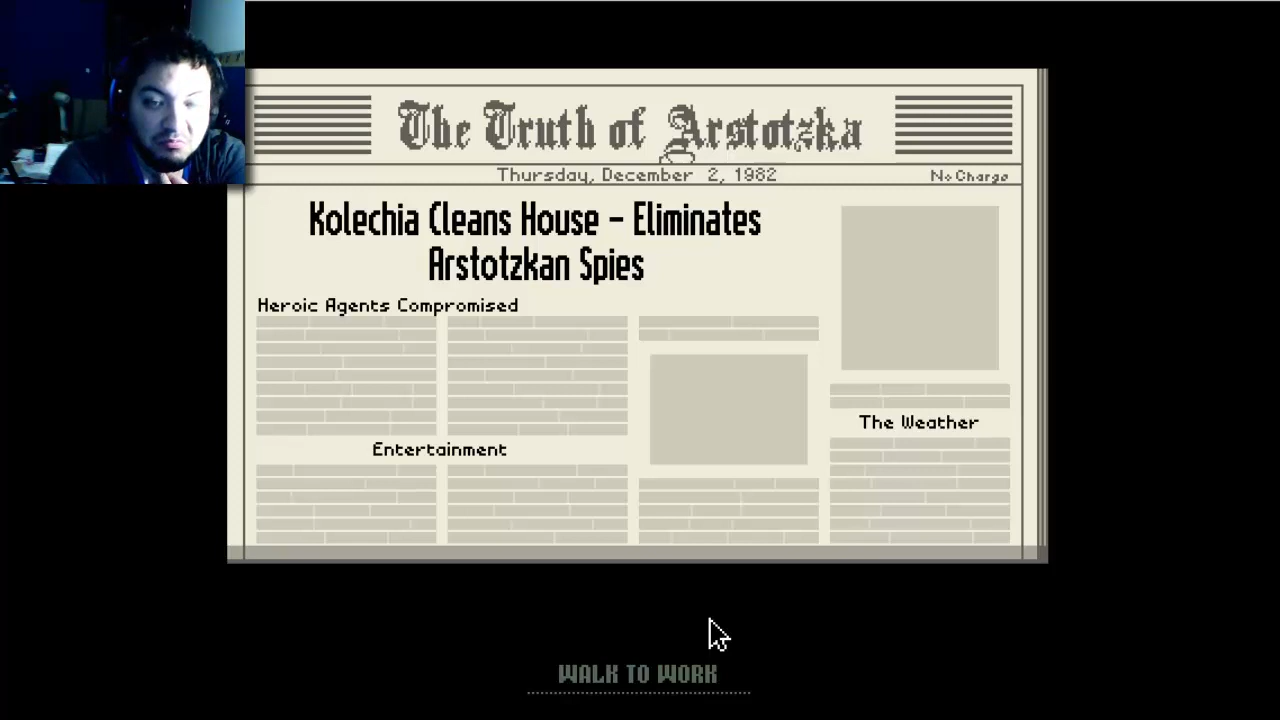 The Truth of Arstotzka
Thursday, December 2, 1982
No Charge
Kolechia Cleans House – Eliminates
Arstotzkan Spies
Heroic Agents Compromised
Entertainment
The Weather
WALK TO WORK